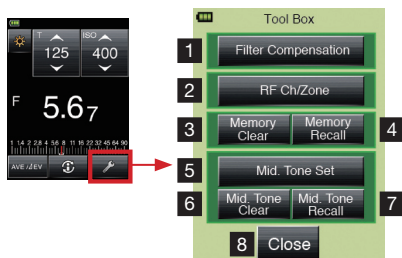 T
ISO
125
400
F 5.67
1 1.4 2 2.8 4 5.6 8 11 16 22 32 45 64 90
AVE/⊿EV
Tool Box
1 Filter Compensation
2 RF Ch/Zone
3 Memory Clear
Memory Recall 4
5 Mid. Tone Set
6 Mid. Tone Clear
Mid. Tone Recall 7
8 Close